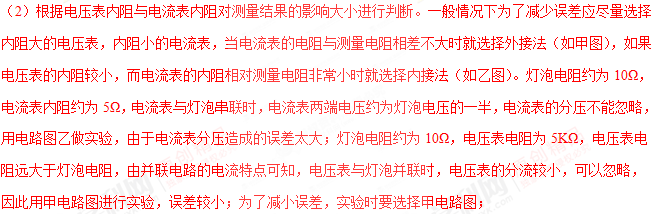 （2）根据电压表内阻与电流表内阻对测量结果的影响大小进行判断。一般情况下为了减少误差应尽量选择
内阻大的电压表，内阻小的电流表，当电流表的电阻与测量电阻相差不大时就选择外接法（如甲图），如果
电压表的内阻较小，而电流表的内阻相对测量电阻非常小时就选择内接法（如乙图）。灯泡电阻约为 10Ω，
电流表内阻约为 5Ω，电流表与灯泡串联时，电流表两端电压约为灯泡电压的一半，电流表的分压不能忽略，
用电路图乙做实验，由于电流表分压造成的误差太大；灯泡电阻约为 10Ω，电压表电阻为 5KΩ，电压表电
阻远大于灯泡电阻，由并联电路的电流特点可知，电压表与灯泡并联时，电压表的分流较小，可以忽略，
因此用甲电路图进行实验，误差较小；为了减小误差，实验时要选择甲电路图；